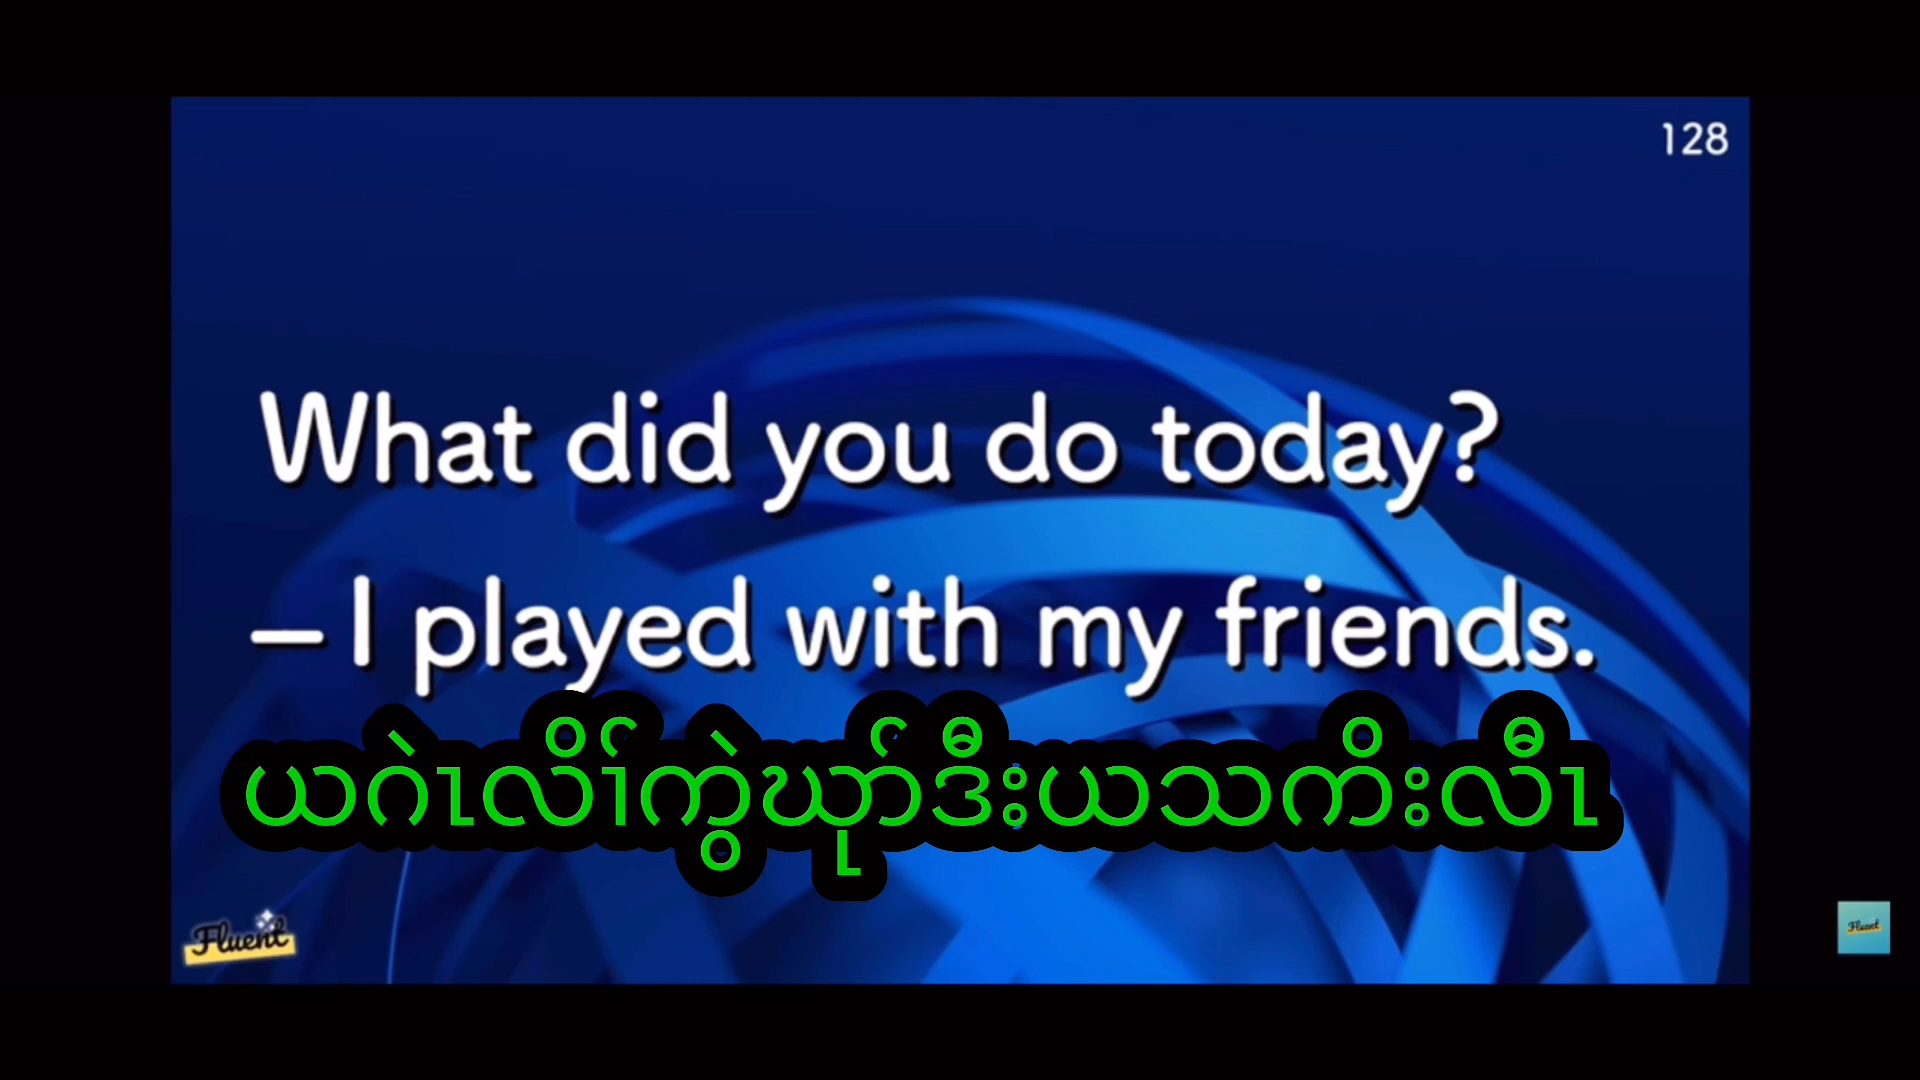 128
What did you do today?
– I played with my friends.
ယဂဲၤလိာ်ကွဲဃုာ်ဒီးယသကိးလီၤ
Fluent
Fluent